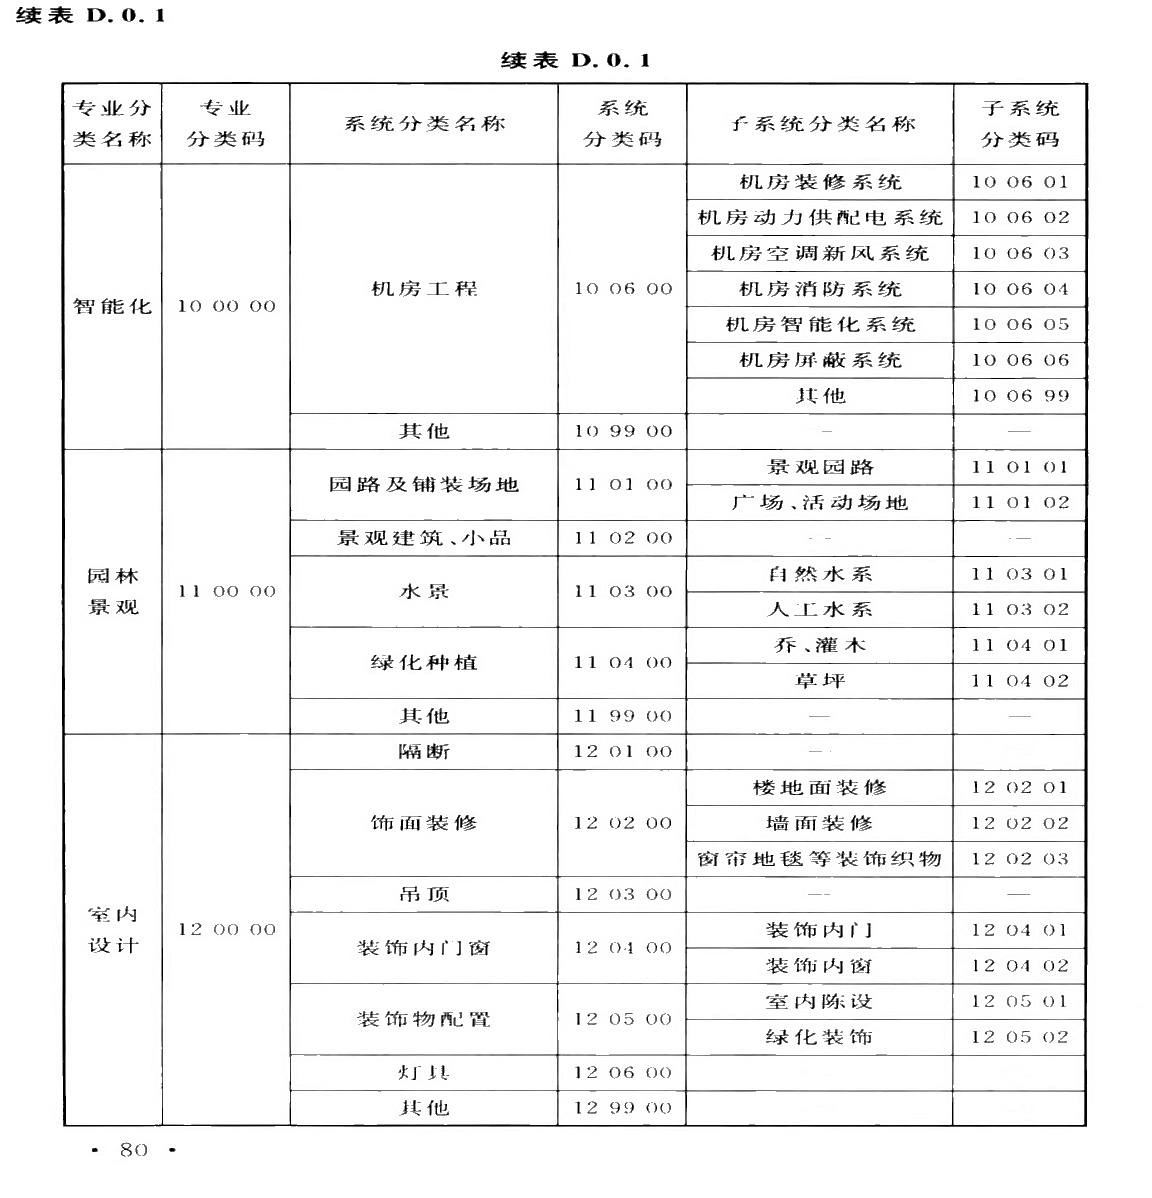 续表 D.0.1
续表 D.0.1
专业分类名称 专业分类码 系统分类名称 系统分类码 子系统分类名称 子系统分类码
智能化 10 00 00 机房工程 10 06 00 机房装修系统 10 06 01
机房动力供配电系统 10 06 02
机房空调新风系统 10 06 03
机房消防系统 10 06 04
机房智能化系统 10 06 05
机房屏蔽系统 10 06 06
其他 10 06 99
其他 10 99 00 — —
园林景观 11 00 00 园路及铺装场地 11 01 00 景观园路 11 01 01
广场、活动场地 11 01 02
景观建筑、小品 11 02 00 — —
水景 11 03 00 自然水系 11 03 01
人工水系 11 03 02
绿化种植 11 04 00 乔、灌木 11 04 01
草坪 11 04 02
其他 11 99 00 — —
室内设计 12 00 00 隔断 12 01 00 —
饰面装修 12 02 00 楼地面装修 12 02 01
墙面装修 12 02 02
窗帘地毯等装饰织物 12 02 03
吊顶 12 03 00 — —
装饰内门窗 12 04 00 装饰内门 12 04 01
装饰内窗 12 04 02
装饰物配置 12 05 00 室内陈设 12 05 01
绿化装饰 12 05 02
灯具 12 06 00
其他 12 99 00
· 80 ·